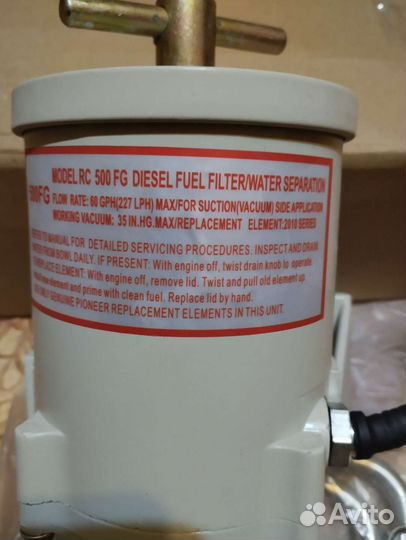 MODEL RC 500 FG DIESEL FUEL FILTER/WATER SEPARATION
500FG FLOW RATE: 60 GPH(227 LPH) MAX/FOR SUCTION(VACUUM) SIDE APPLICATION
WORKING VACUUM: 35 IN.HG.MAX/REPLACEMENT ELEMENT:2010 SERIES
TO MANUAL FOR DETAILED SERVICING PROCEDURES. INSPECT AND DRAIN
FROM BOWL DAILY. IF PRESENT: With engine off, twist drain knob to operate
REPLACE ELEMENT: With engine off, remove lid. Twist and pull old element up
element and prime with clean fuel. Replace lid by hand.
GENUINE PIONEER REPLACEMENT ELEMENTS IN THIS UNIT.
Avito